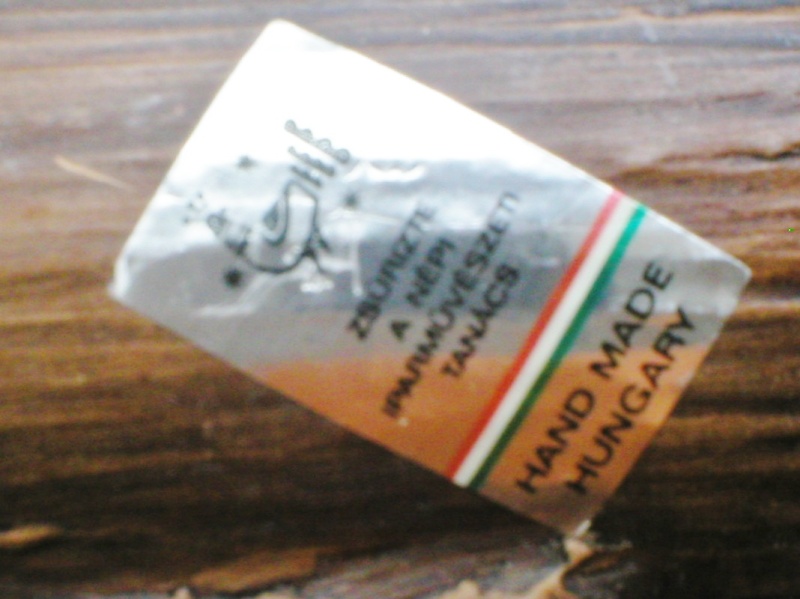 ZSŰRIZTE
A NÉPI
IPARMŰVÉSZETI
TANÁCS
HAND MADE
HUNGARY